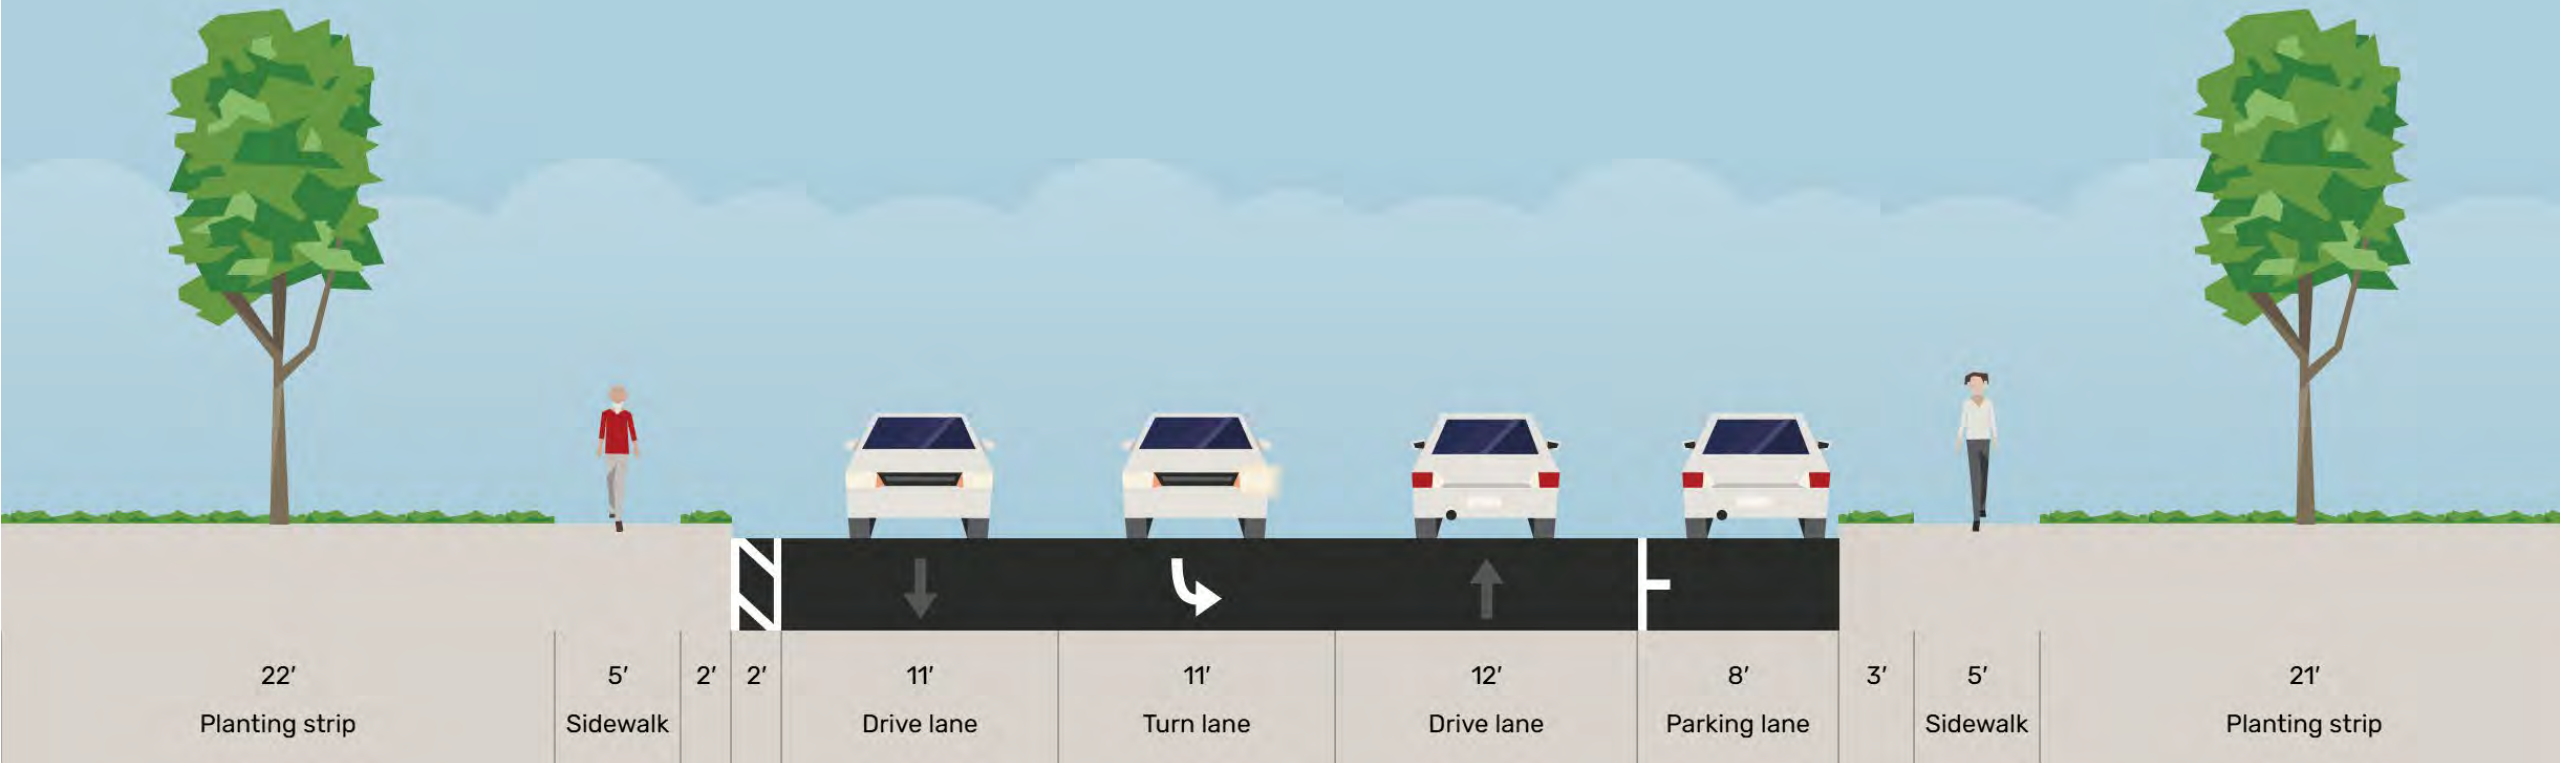 22′ 5′ 2′ 2′ 11′ 11′ 12′ 8′ 3′ 5′ 21′
Planting strip Sidewalk Drive lane Turn lane Drive lane Parking lane Sidewalk Planting strip